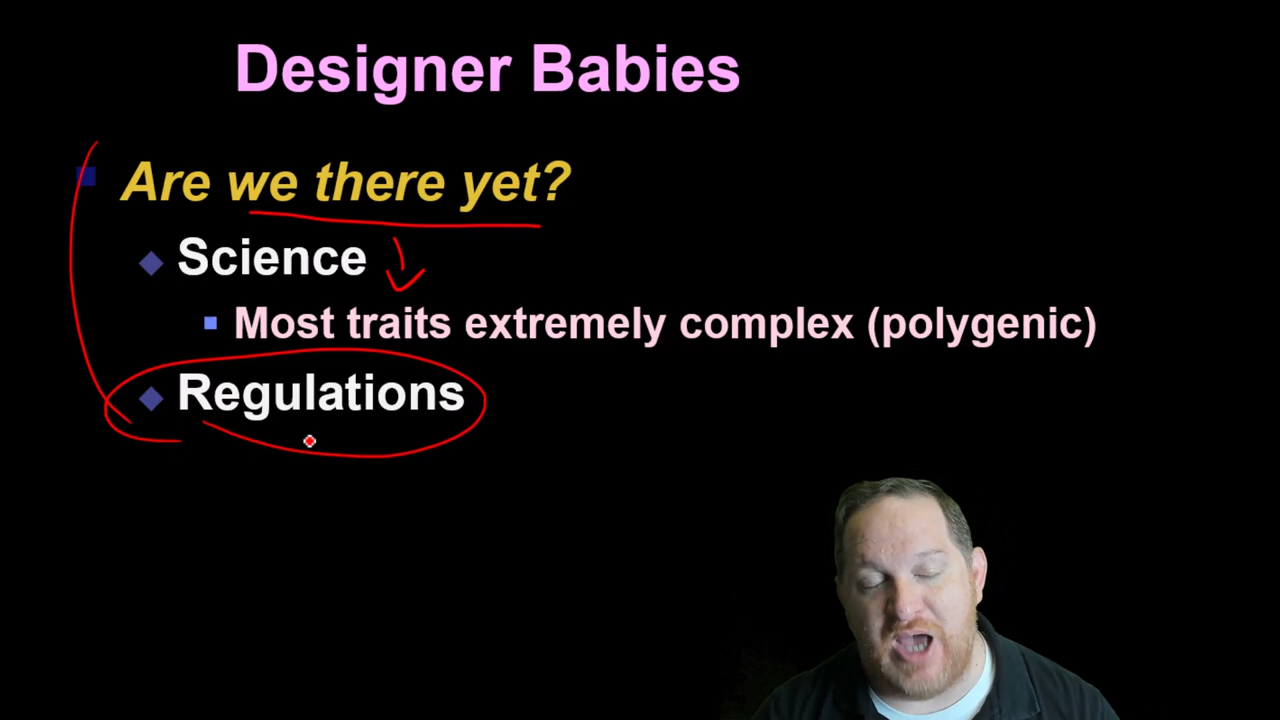 Designer Babies
Are we there yet?
Science
Most traits extremely complex (polygenic)
Regulations